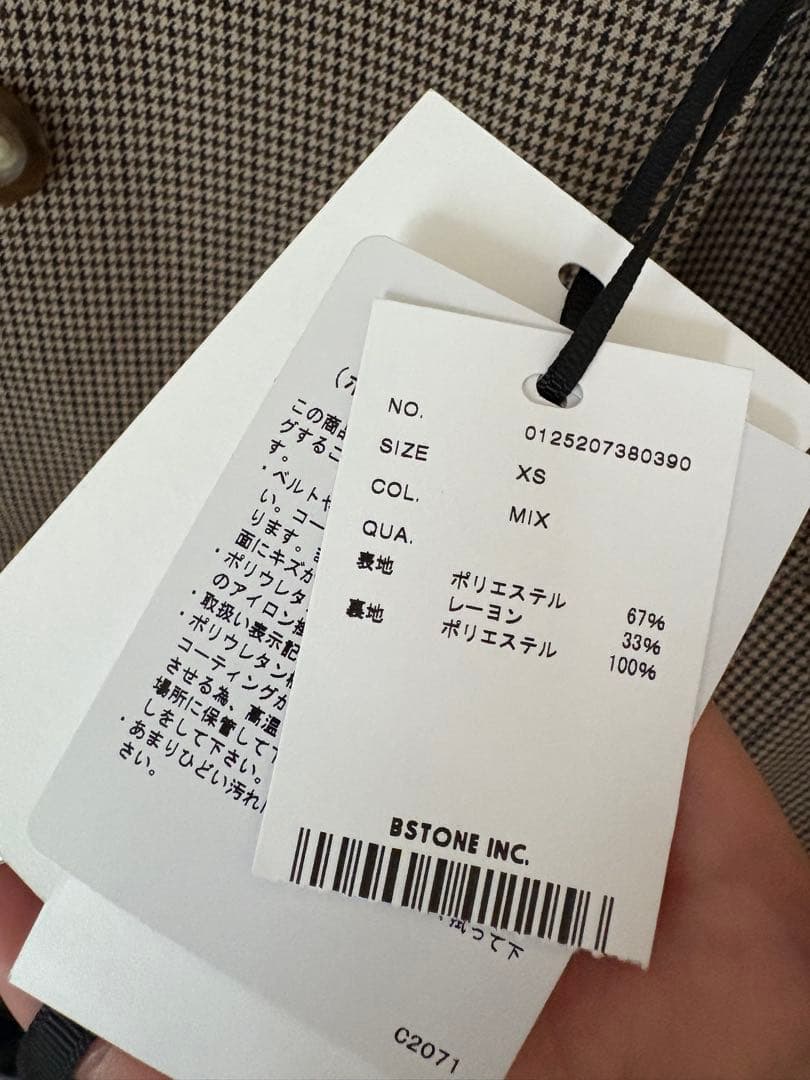 NO. 0125207380390
SIZE XS
COL. MIX
QUA.
表地 ポリエステル 67%
レーヨン 33%
裏地 ポリエステル 100%
BSTONE INC.
この商品
グするこ
す。
・ベルトや
い。コー
ります。
面にキズが
・ポリウレタ
のアイロン
・取扱い表示記
・ポリウレタン
コーティングが
させる為、高温
場所に保管して下
しをして下さい。
・あまりひどい汚れ
さい。
拭って下
C2071